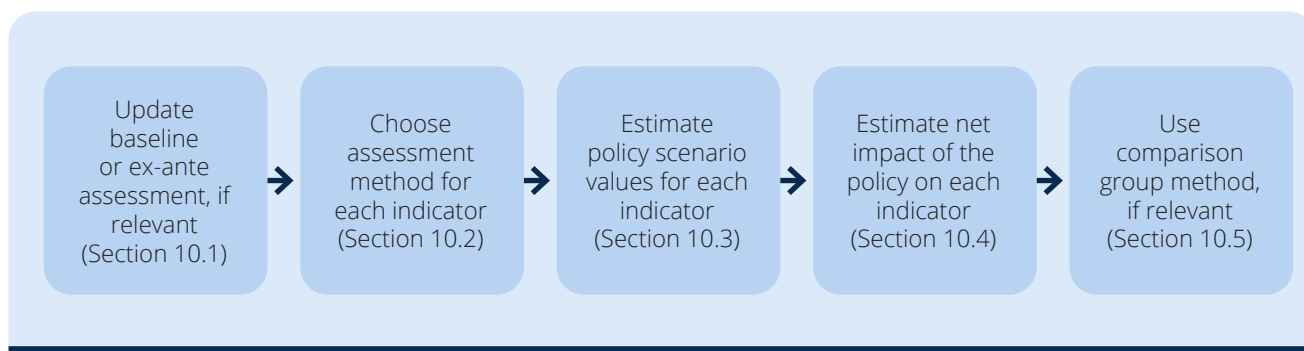 Update
baseline
or ex-ante
assessment, if
relevant
(Section 10.1)
Choose
assessment
method for
each indicator
(Section 10.2)
Estimate
policy scenario
values for each
indicator
(Section 10.3)
Estimate net
impact of the
policy on each
indicator
(Section 10.4)
Use
comparison
group method,
if relevant
(Section 10.5)